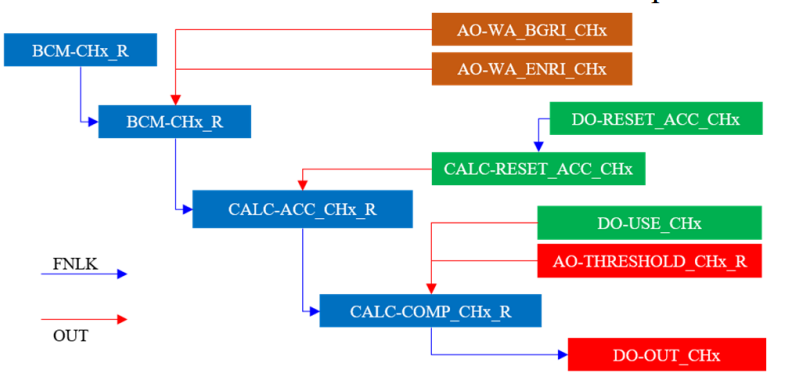 BCM-CHx_R
AO-WA_BGRI_CHx
AO-WA_ENRI_CHx
BCM-CHx_R
DO-RESET_ACC_CHx
CALC-RESET_ACC_CHx
CALC-ACC_CHx_R
DO-USE_CHx
AO-THRESHOLD_CHx_R
FNLK
CALC-COMP_CHx_R
OUT
DO-OUT_CHx